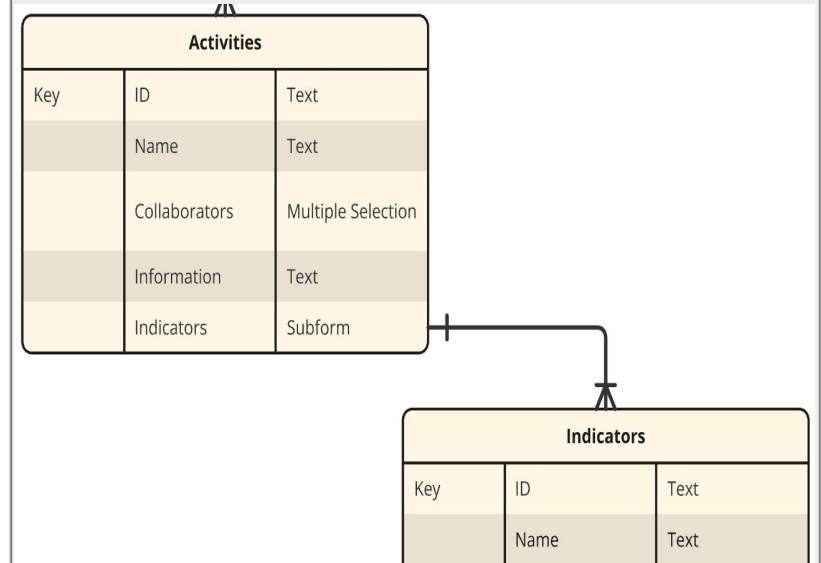 Activities
Key ID Text
Name Text
Collaborators Multiple Selection
Information Text
Indicators Subform
Indicators
Key ID Text
Name Text